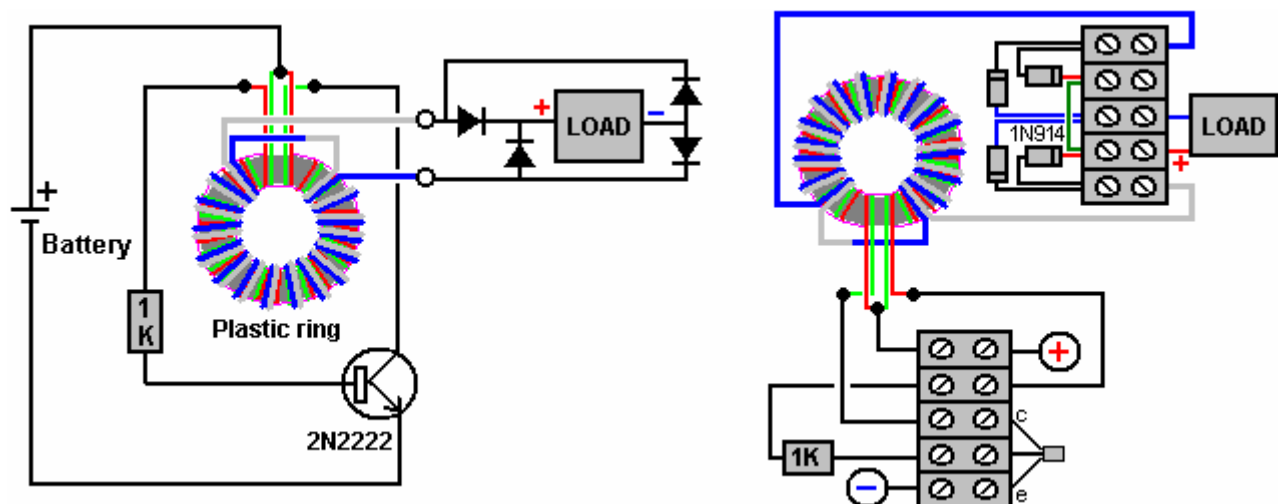 +
Battery
1
K
Plastic ring
2N2222
+
LOAD
-
1N914
LOAD
+
+
1K
c
e
-